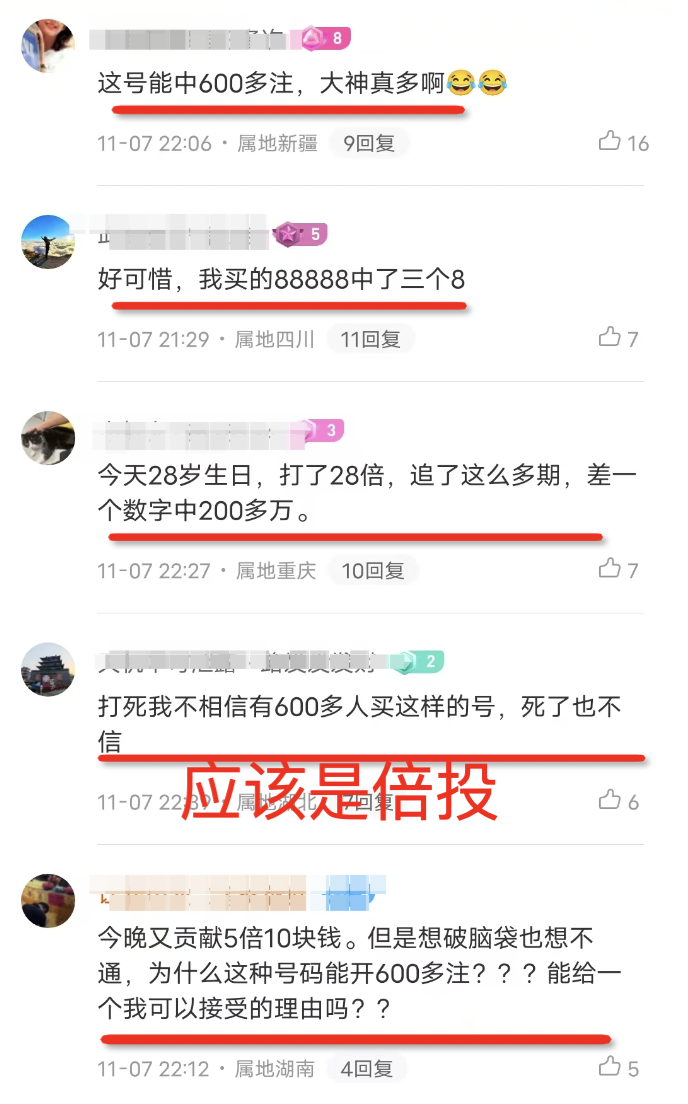 8
这号能中600多注，大神真多啊😂😂
11-07 22:06 · 属地新疆 9回复 16
5
好可惜，我买的88888中了三个8
11-07 21:29 · 属地四川 11回复 7
3
今天28岁生日，打了28倍，追了这么多期，差一
个数字中200多万。
11-07 22:27 · 属地重庆 10回复 7
2
打死我不相信有600多人买这样的号，死了也不
信
应该是倍投
11-07 22:39 · 属地湖北 7回复 6
今晚又贡献5倍10块钱。但是想破脑袋也想不
通，为什么这种号码能开600多注？？？能给一
个我可以接受的理由吗？？
11-07 22:12 · 属地湖南 4回复 5